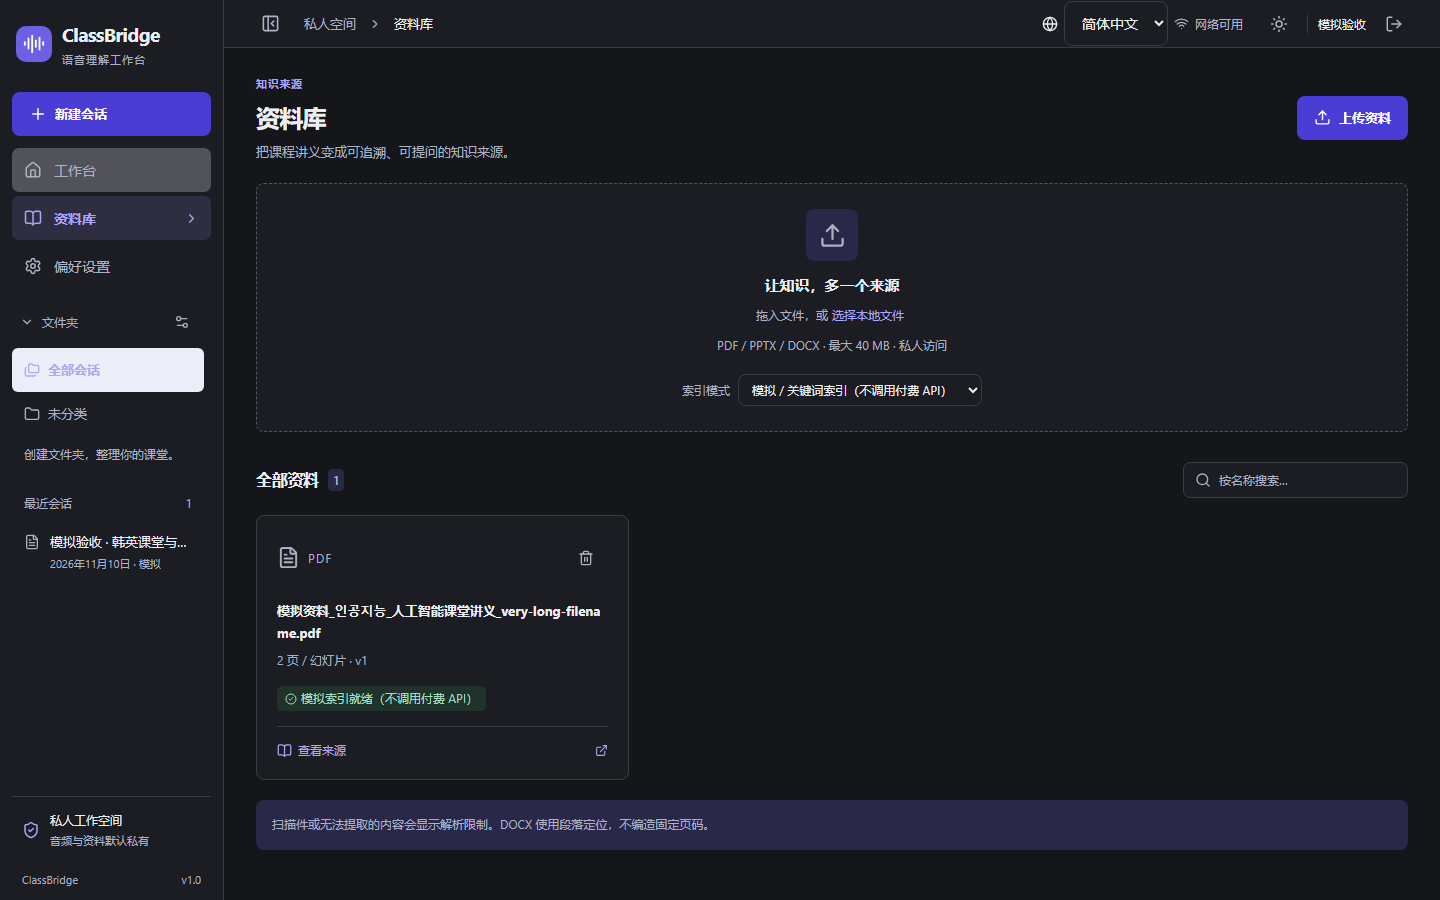 ClassBridge
语音理解工作台
新建会话
工作台
资料库
偏好设置
文件夹
全部会话
未分类
创建文件夹，整理你的课堂。
最近会话 1
模拟验收 · 韩英课堂与...
2026年11月10日 · 模拟
私人工作空间
音频与资料默认私有
ClassBridge v1.0
私人空间 资料库
简体中文 网络可用 模拟验收
知识来源
资料库
把课程讲义变成可追溯、可提问的知识来源。
上传资料
让知识，多一个来源
拖入文件，或 选择本地文件
PDF / PPTX / DOCX · 最大 40 MB · 私人访问
索引模式 模拟 / 关键词索引（不调用付费 API）
全部资料 1
按名称搜索...
PDF
模拟资料_인공지능_人工智能课堂讲义_very-long-filena
me.pdf
2 页 / 幻灯片 · v1
模拟索引就绪（不调用付费 API）
查看来源
扫描件或无法提取的内容会显示解析限制。DOCX 使用段落定位，不编造固定页码。